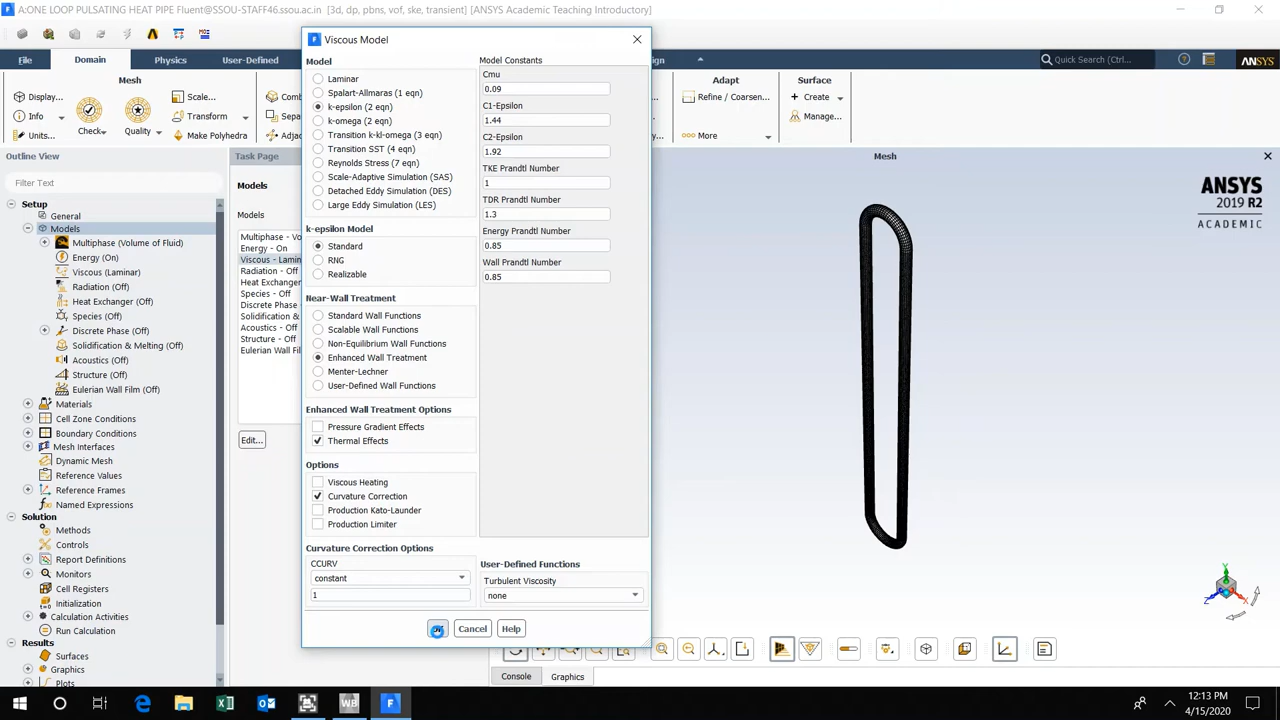 A:ONE LOOP PULSATING HEAT PIPE Fluent@SSOU-STAFF46.ssou.ac.in [3d, dp, pbns, vof, ske, transient] [ANSYS Academic Teaching Introductory]
File
Domain
Physics
User-Defined
Quick Search (Ctrl...
ANSYS
Mesh
Display...
Info
Units...
Check
Quality
Scale...
Transform
Make Polyhedra
Adapt
Refine / Coarsen...
More
Surface
Create
Manage...
Outline View
Filter Text
Setup
General
Models
Multiphase (Volume of Fluid)
Energy (On)
Viscous (Laminar)
Radiation (Off)
Heat Exchanger (Off)
Species (Off)
Discrete Phase (Off)
Solidification & Melting (Off)
Acoustics (Off)
Structure (Off)
Eulerian Wall Film (Off)
Materials
Cell Zone Conditions
Boundary Conditions
Mesh Interfaces
Dynamic Mesh
Reference Values
Reference Frames
Named Expressions
Solution
Methods
Controls
Report Definitions
Monitors
Cell Registers
Initialization
Calculation Activities
Run Calculation
Results
Surfaces
Graphics
Plots
Task Page
Models
Models
Multiphase - Vo
Energy - On
Viscous - Lamin
Radiation - Off
Heat Exchanger
Species - Off
Discrete Phase
Solidification &
Acoustics - Off
Structure - Off
Eulerian Wall Fil
Edit...
Viscous Model
Model
Laminar
Spalart-Allmaras (1 eqn)
k-epsilon (2 eqn)
k-omega (2 eqn)
Transition k-kl-omega (3 eqn)
Transition SST (4 eqn)
Reynolds Stress (7 eqn)
Scale-Adaptive Simulation (SAS)
Detached Eddy Simulation (DES)
Large Eddy Simulation (LES)
k-epsilon Model
Standard
RNG
Realizable
Near-Wall Treatment
Standard Wall Functions
Scalable Wall Functions
Non-Equilibrium Wall Functions
Enhanced Wall Treatment
Menter-Lechner
User-Defined Wall Functions
Enhanced Wall Treatment Options
Pressure Gradient Effects
Thermal Effects
Options
Viscous Heating
Curvature Correction
Production Kato-Launder
Production Limiter
Curvature Correction Options
CCURV
constant
1
Model Constants
Cmu
0.09
C1-Epsilon
1.44
C2-Epsilon
1.92
TKE Prandtl Number
1
TDR Prandtl Number
1.3
Energy Prandtl Number
0.85
Wall Prandtl Number
0.85
User-Defined Functions
Turbulent Viscosity
none
Cancel
Help
Mesh
ANSYS
2019 R2
ACADEMIC
Y
Z
X
Console
Graphics
12:13 PM
4/15/2020